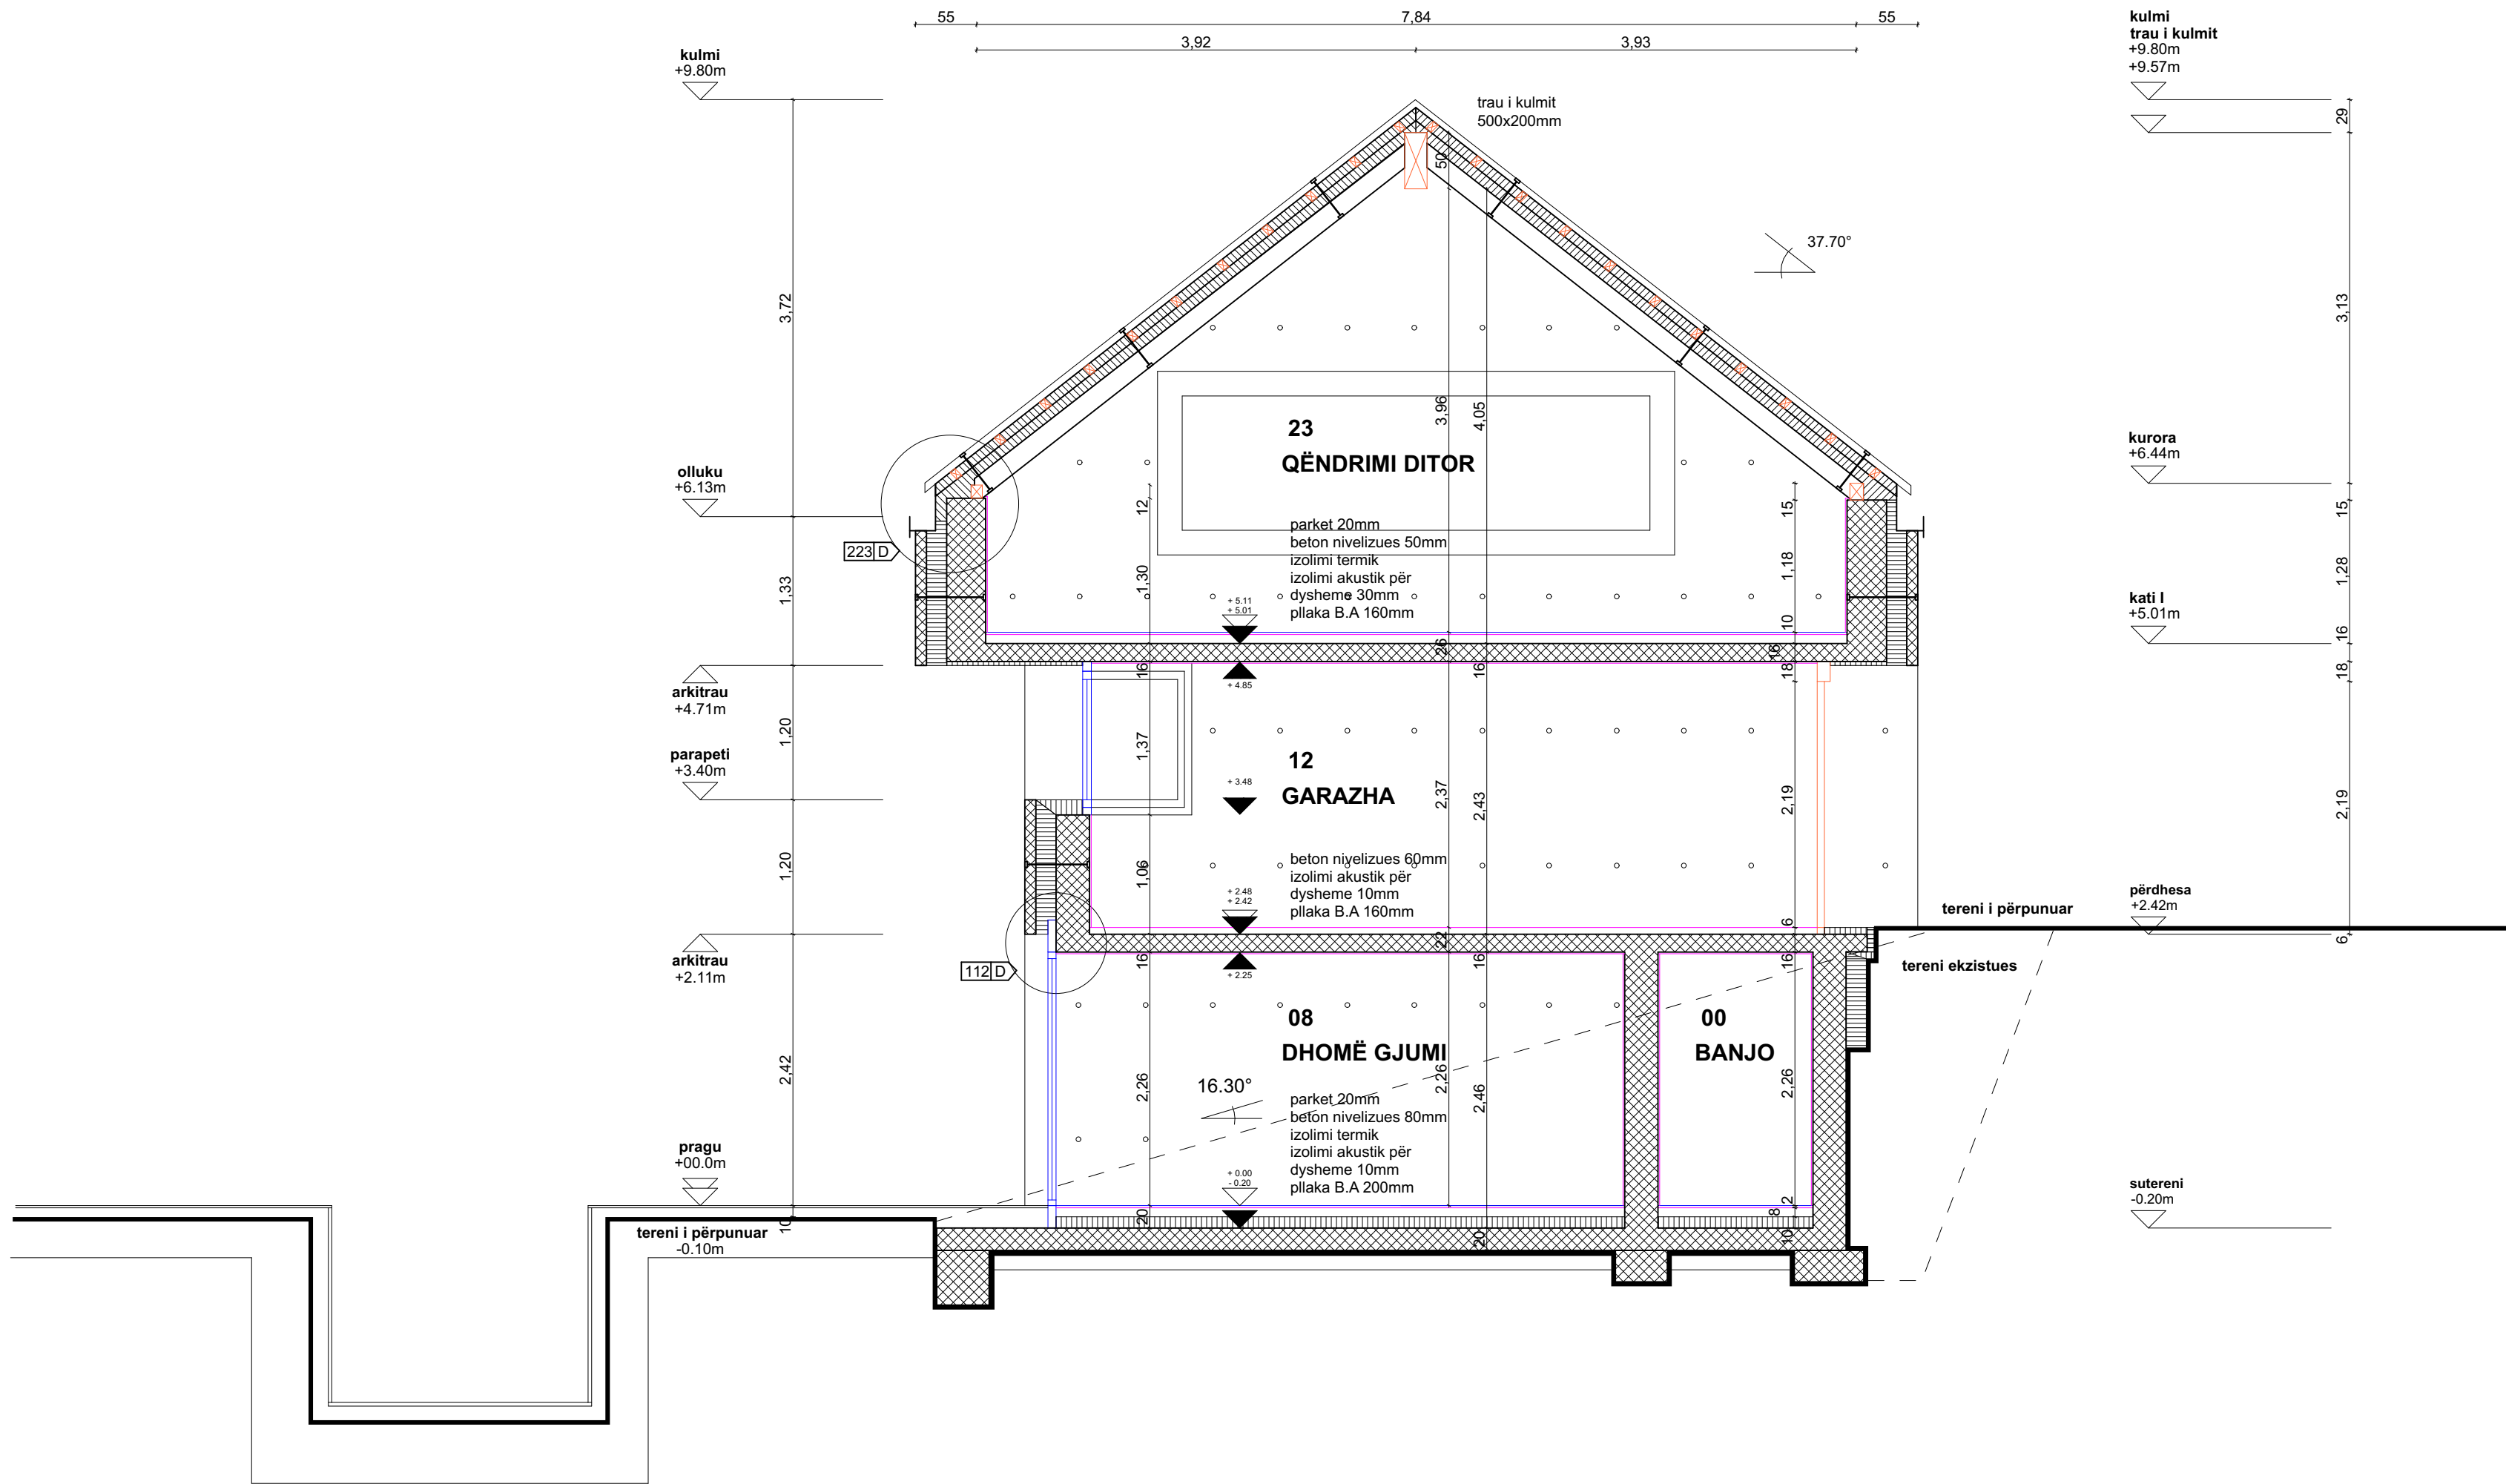 55
7,84
55
3,92
3,93
kulmi
+9.80m
kulmi
trau i kulmit
+9.80m
+9.57m
trau i kulmit
500x200mm
29
50
37.70°
3,72
3,13
3,96
4,05
23
QËNDRIMI DITOR
olluku
+6.13m
kurora
+6.44m
12
15
15
223 D
parket 20mm
beton nivelizues 50mm
izolimi termik
izolimi akustik për
dysheme 30mm
pllaka B.A 160mm
1,33
1,30
1,18
1,28
+ 5.11
+ 5.01
kati I
+5.01m
10
26
16
16
16
16
18
18
+ 4.85
arkitrau
+4.71m
1,20
1,37
parapeti
+3.40m
12
GARAZHA
+ 3.48
2,37
2,43
2,19
2,19
1,20
1,06
beton nivelizues 60mm
izolimi akustik për
dysheme 10mm
pllaka B.A 160mm
+ 2.48
+ 2.42
përdhesa
+2.42m
tereni i përpunuar
6
6
22
arkitrau
+2.11m
112 D
16
16
16
+ 2.25
tereni ekzistues
08
DHOMË GJUMI
00
BANJO
2,42
2,26
2,26
2,46
2,26
16.30°
parket 20mm
beton nivelizues 80mm
izolimi termik
izolimi akustik për
dysheme 10mm
pllaka B.A 200mm
pragu
+00.0m
+ 0.00
- 0.20
sutereni
-0.20m
10
20
20
2
8
10
tereni i përpunuar
-0.10m